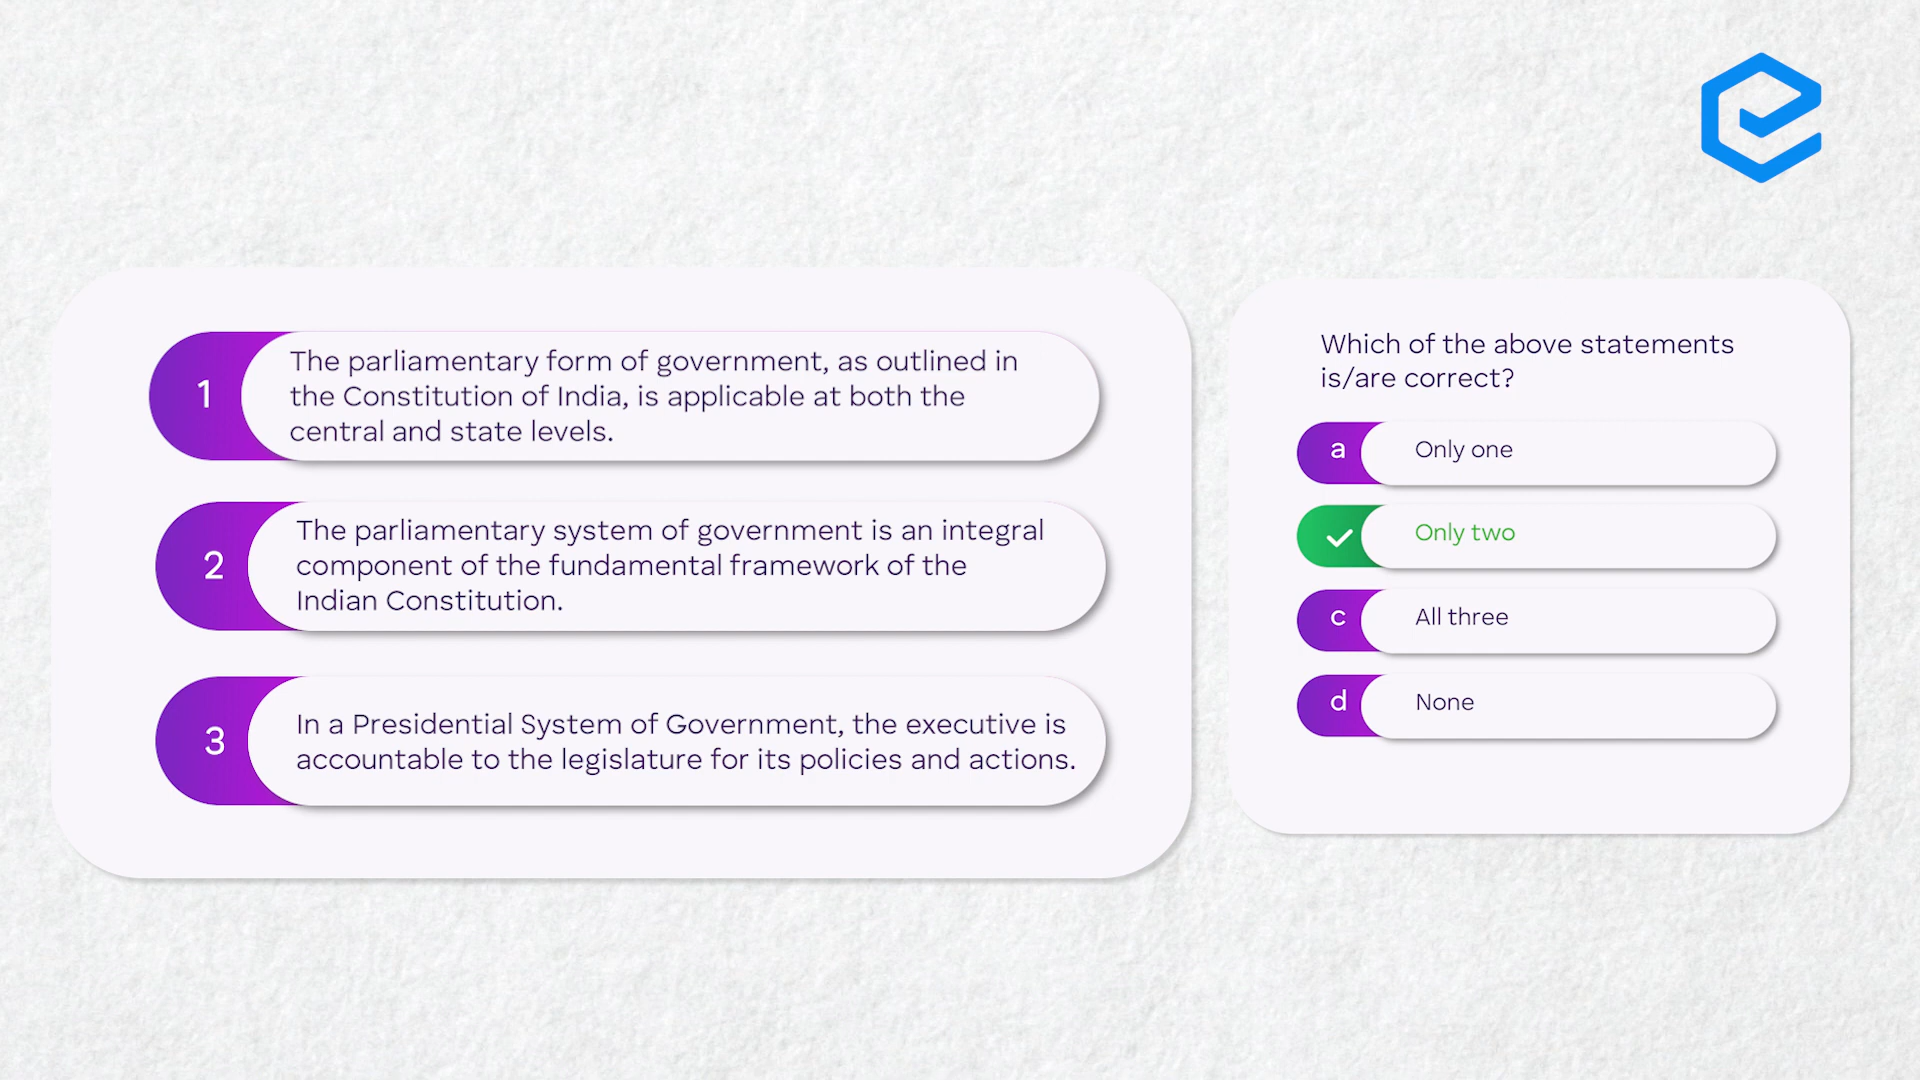 1
The parliamentary form of government, as outlined in
the Constitution of India, is applicable at both the
central and state levels.
2
The parliamentary system of government is an integral
component of the fundamental framework of the
Indian Constitution.
3
In a Presidential System of Government, the executive is
accountable to the legislature for its policies and actions.
Which of the above statements
is/are correct?
a Only one
Only two
c All three
d None